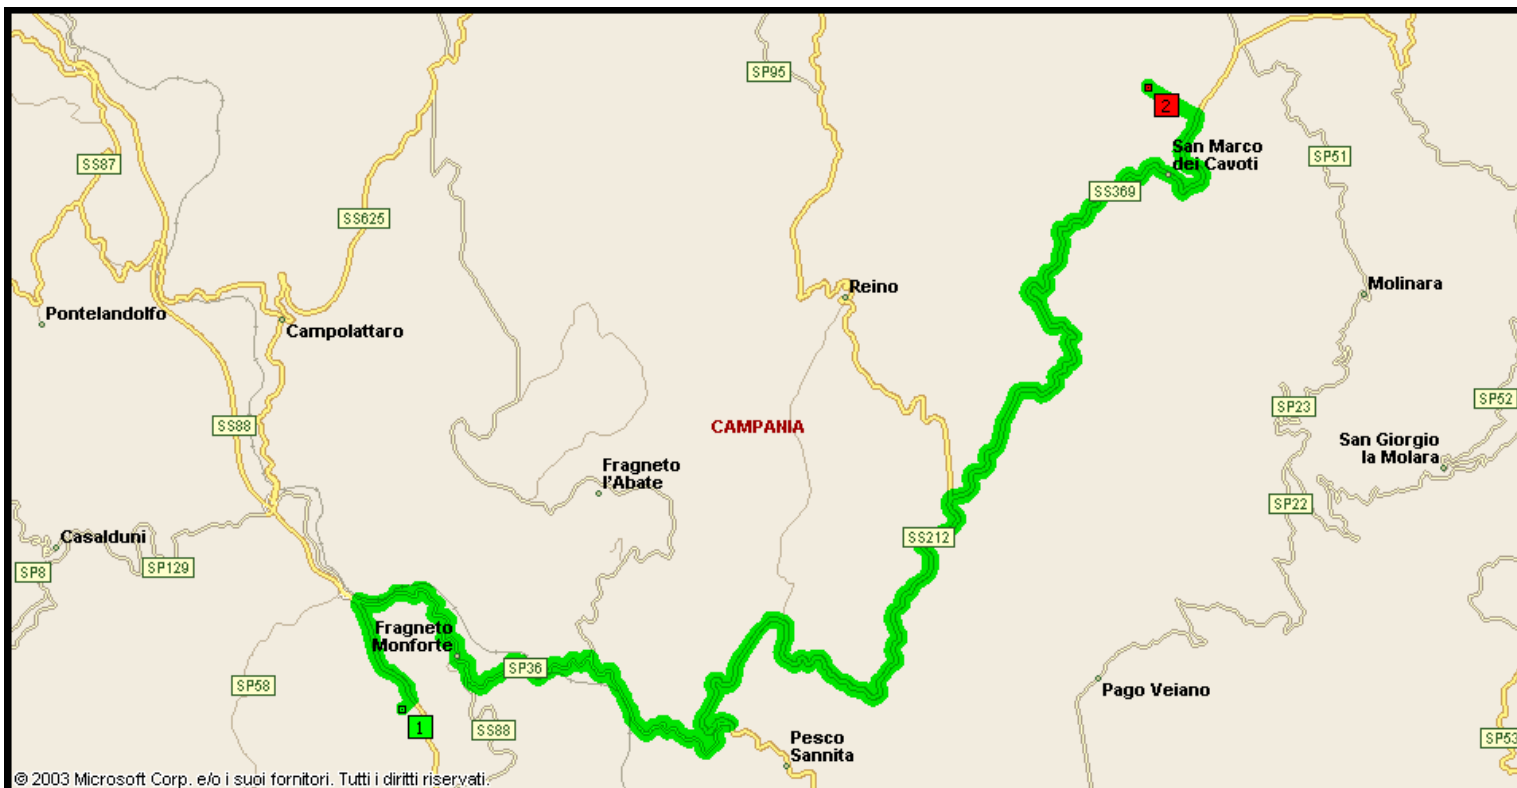 SP95
2
San Marco
dei Cavoti
SP51
SS87
SS369
SS625
Molinara
Reino
Pontelandolfo
Campolattaro
SP52
SP23
SS88
CAMPANIA
San Giorgio
la Molara
Fragneto
l'Abate
SP22
Casalduni
SS212
SP8
SP129
Fragneto
Monforte
SP36
SP58
Pago Veiano
1
SS88
Pesco
Sannita
SP53
© 2003 Microsoft Corp. e/o i suoi fornitori. Tutti i diritti riservati.